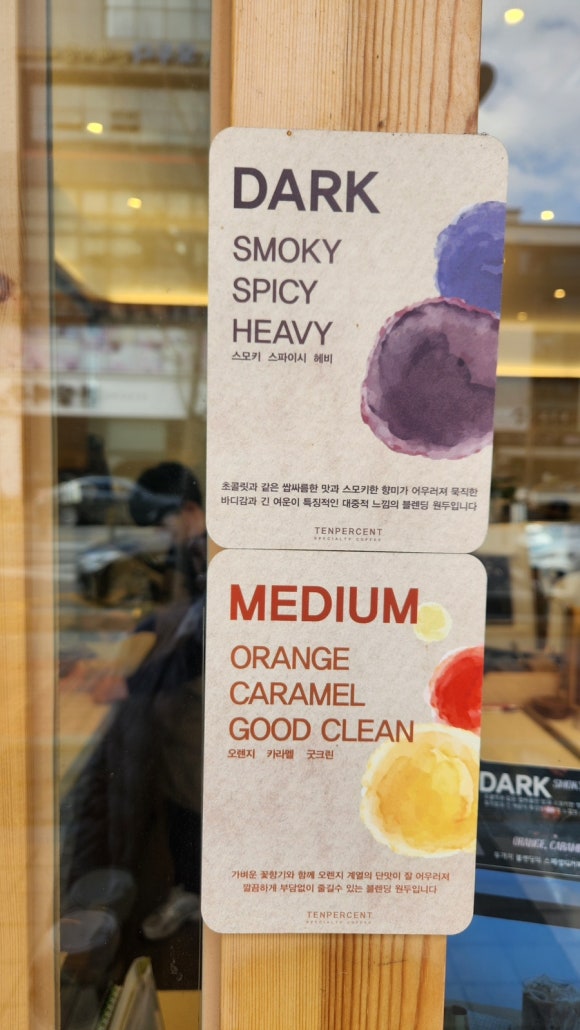 DARK
SMOKY
SPICY
HEAVY
스모키 스파이시 헤비
초콜릿과 같은 쌉싸름한 맛과 스모키한 향미가 어우러져 묵직한
바디감과 긴 여운이 특징적인 대중적 느낌의 블렌딩 원두입니다
TENPERCENT
SPECIALTY COFFEE
MEDIUM
ORANGE
CARAMEL
GOOD CLEAN
오렌지 카라멜 굿크린
가벼운 꽃향기와 함께 오렌지 계열의 단맛이 잘 어우러져
깔끔하게 부담없이 즐길수 있는 블렌딩 원두입니다
TENPERCENT
SPECIALTY COFFEE
DARK
ORANGE,